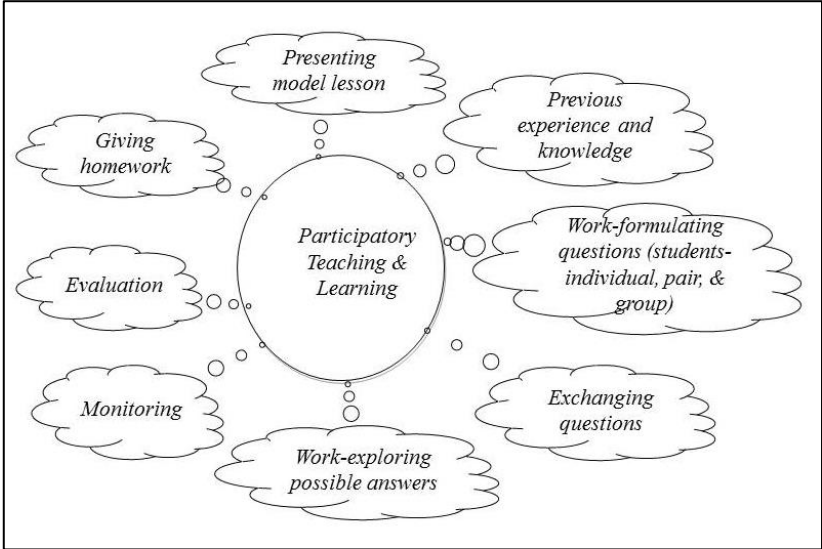 Presenting
model lesson
Previous
experience and
knowledge
Giving
homework
Participatory
Teaching &
Learning
Work-formulating
questions (students-
individual, pair, &
group)
Evaluation
Monitoring
Exchanging
questions
Work-exploring
possible answers